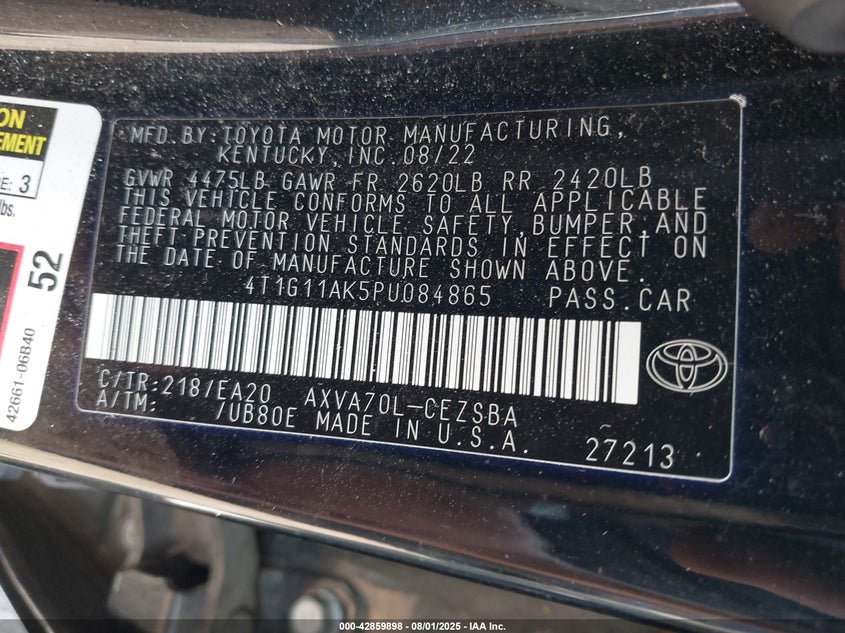 ON
EMENT
E: 3
lbs.
52
42661-06B40
MFD.BY:TOYOTA MOTOR MANUFACTURING,
KENTUCKY,INC.08/22
GVWR 4475LB GAWR FR 2620LB RR 2420LB
THIS VEHICLE CONFORMS TO ALL APPLICABLE
FEDERAL MOTOR VEHICLE SAFETY,BUMPER,AND
THEFT PREVENTION STANDARDS IN EFFECT ON
THE DATE OF MANUFACTURE SHOWN ABOVE.
4T1G11AK5PU084865 PASS.CAR
C/TR:218/EA20 AXVA70L-CEZSBA
A/TM: /UB80E MADE IN U.S.A. 27213
000-42859898 - 08/01/2025 - IAA Inc.